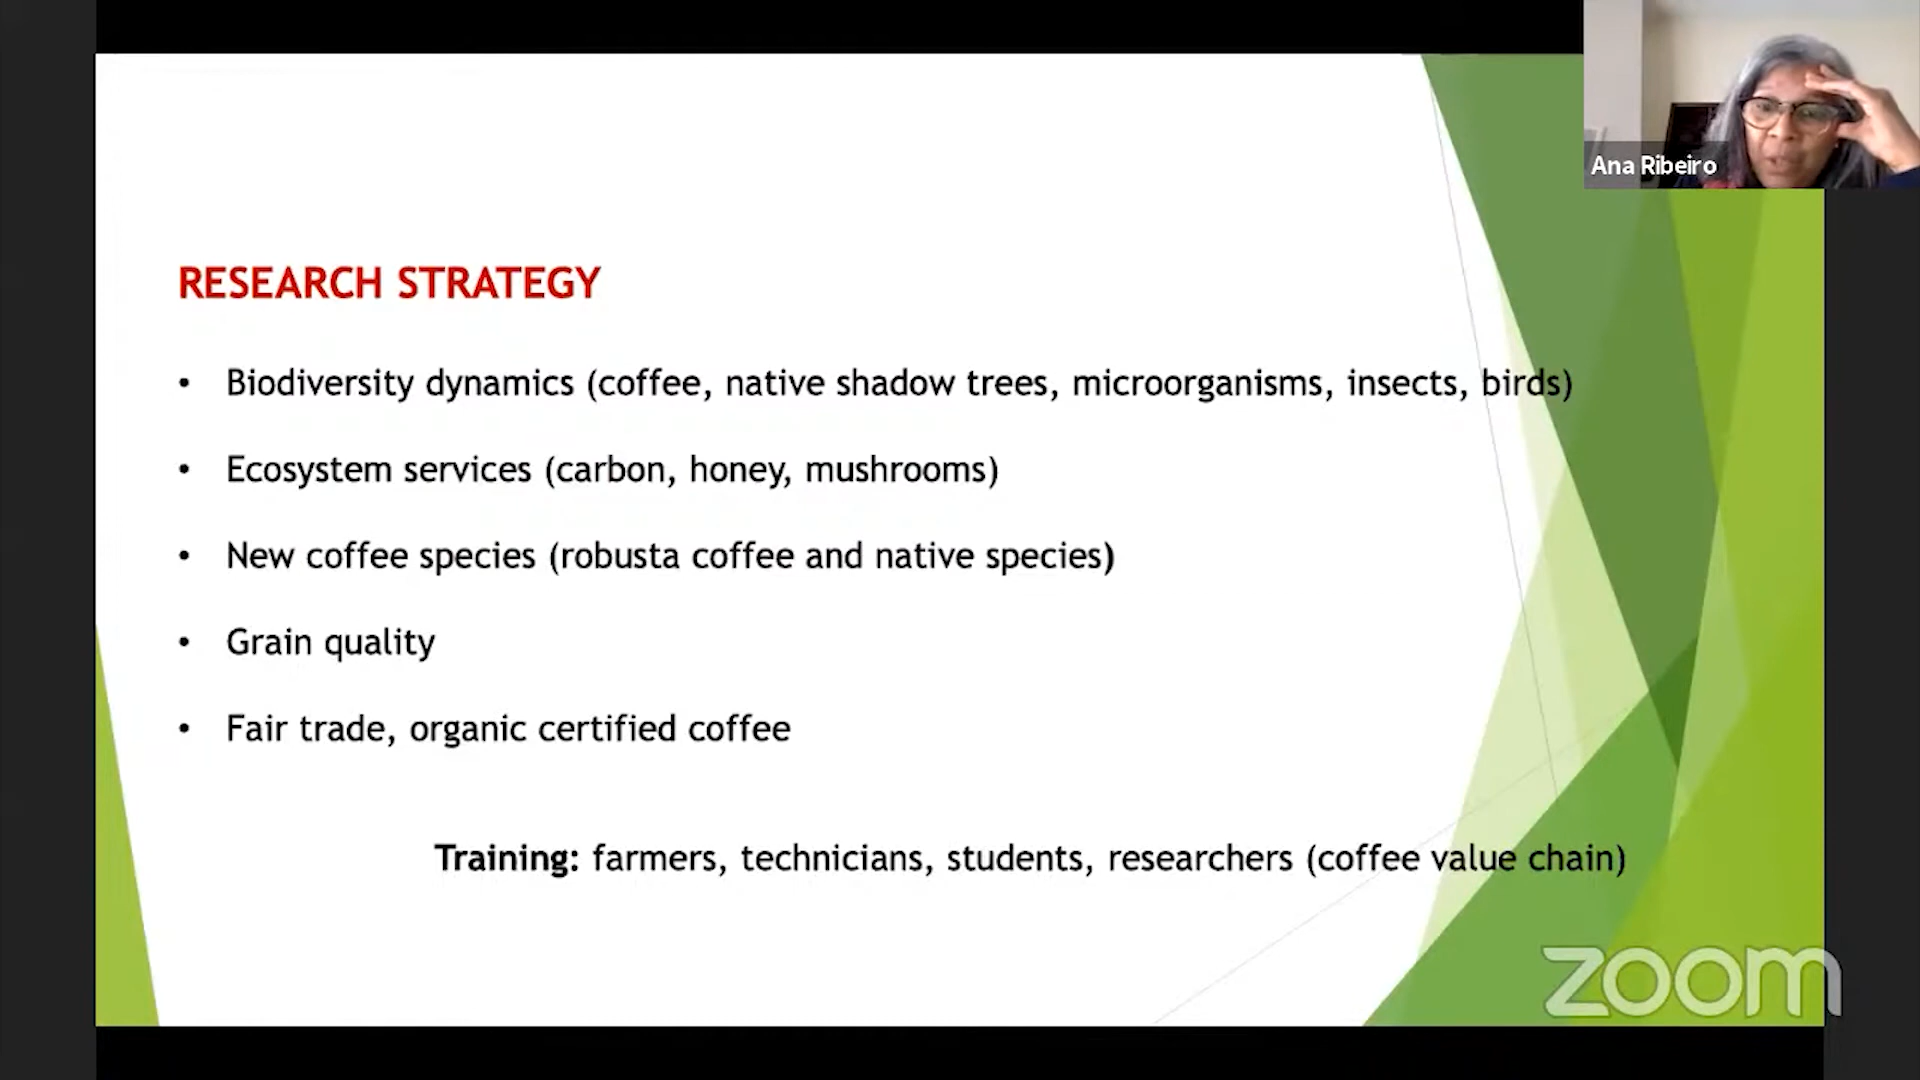 Ana Ribeiro
RESEARCH STRATEGY
• Biodiversity dynamics (coffee, native shadow trees, microorganisms, insects, birds)
• Ecosystem services (carbon, honey, mushrooms)
• New coffee species (robusta coffee and native species)
• Grain quality
• Fair trade, organic certified coffee
Training: farmers, technicians, students, researchers (coffee value chain)
zoom